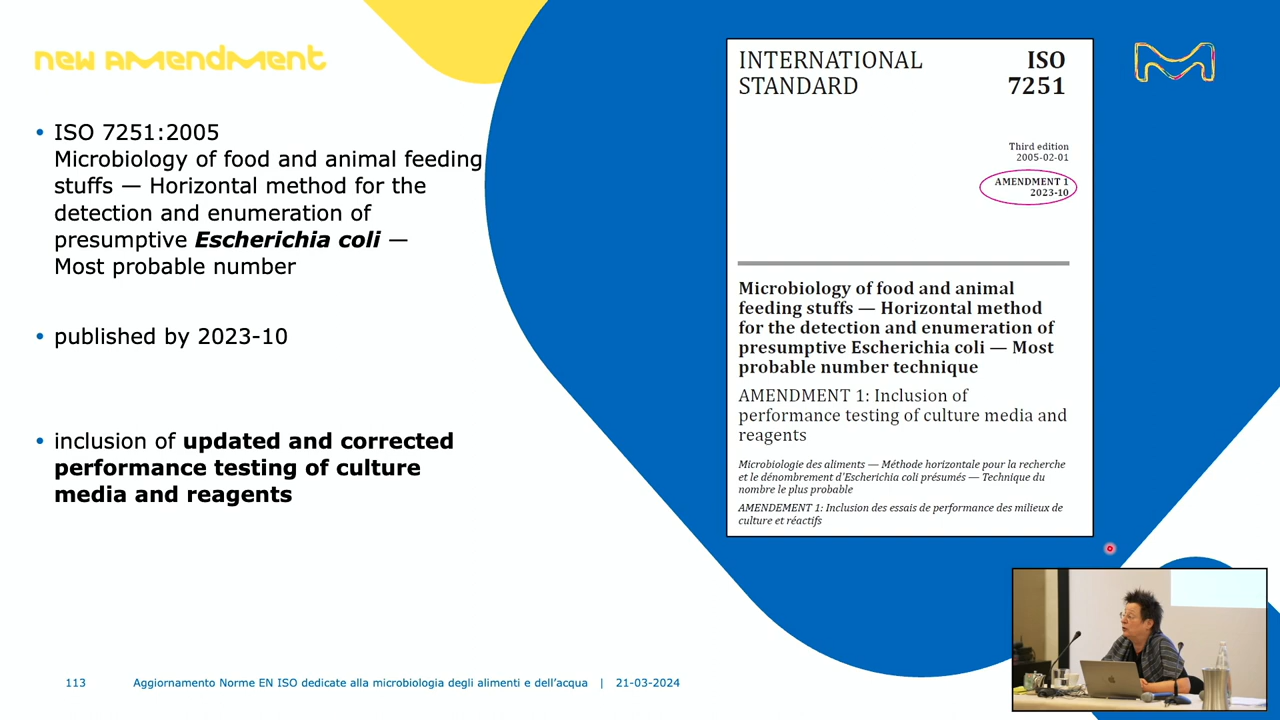 new amendment
• ISO 7251:2005
Microbiology of food and animal feeding
stuffs — Horizontal method for the
detection and enumeration of
presumptive Escherichia coli —
Most probable number
• published by 2023-10
• inclusion of updated and corrected
performance testing of culture
media and reagents
INTERNATIONAL
STANDARD
ISO
7251
Third edition
2005-02-01
AMENDMENT 1
2023-10
Microbiology of food and animal
feeding stuffs — Horizontal method
for the detection and enumeration of
presumptive Escherichia coli — Most
probable number technique
AMENDMENT 1: Inclusion of
performance testing of culture media and
reagents
Microbiologie des aliments — Méthode horizontale pour la recherche
et le dénombrement d'Escherichia coli présumés — Technique du
nombre le plus probable
AMENDEMENT 1: Inclusion des essais de performance des milieux de
culture et réactifs
113 Aggiornamento Norme EN ISO dedicate alla microbiologia degli alimenti e dell’acqua | 21-03-2024